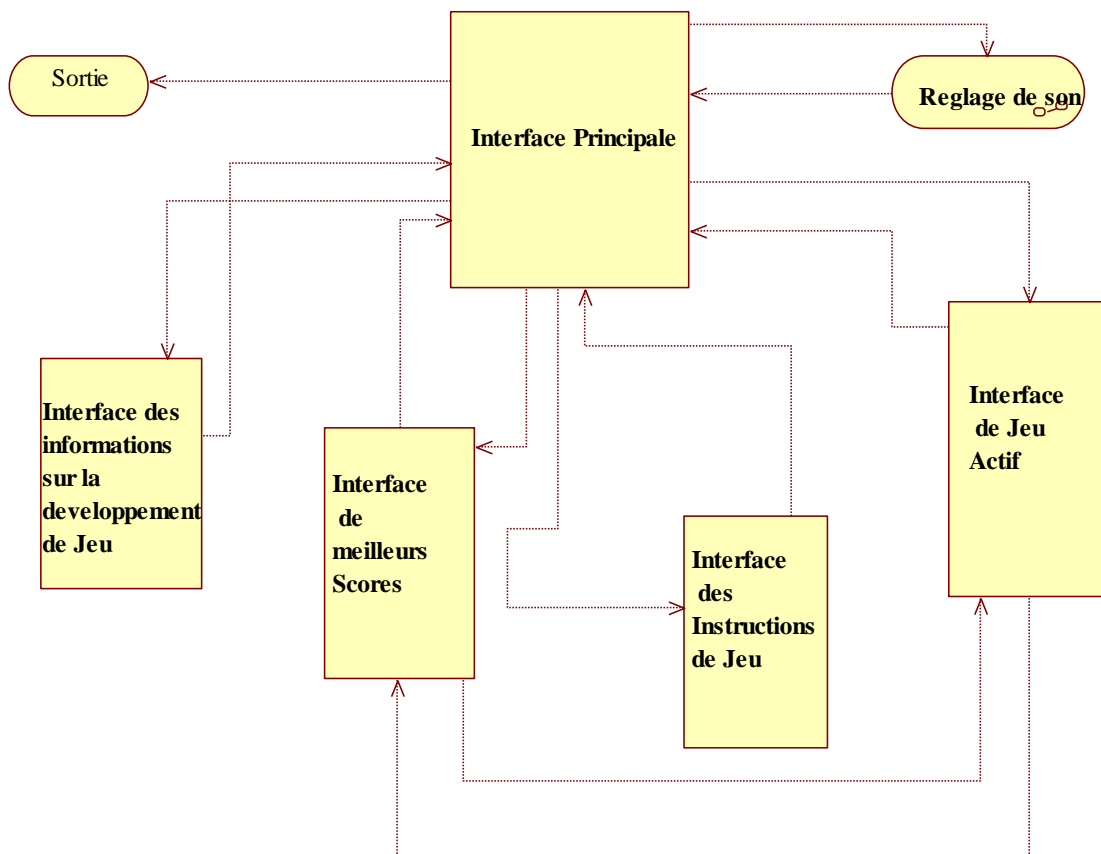 Sortie
Interface Principale
Reglage de son
Interface des
informations
sur la
developpement
de Jeu
Interface
de
meilleurs
Scores
Interface
des
Instructions
de Jeu
Interface
de Jeu
Actif